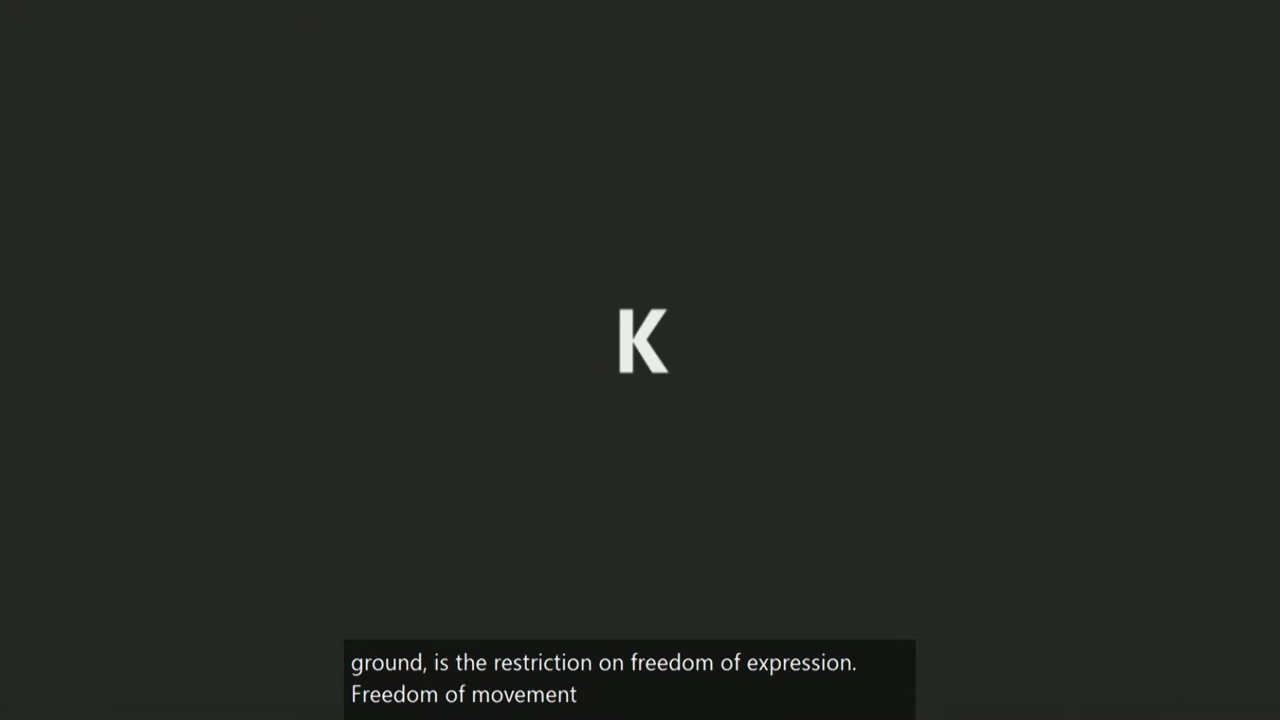 K
ground, is the restriction on freedom of expression.
Freedom of movement